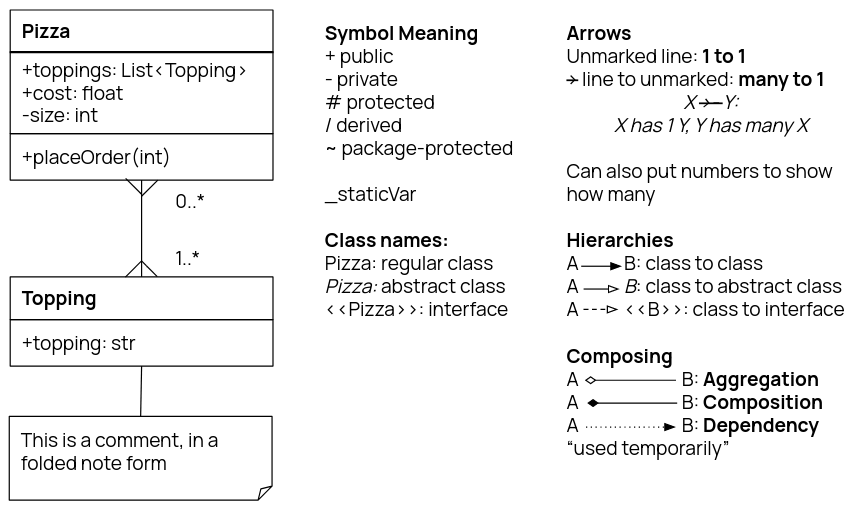 Pizza
+toppings: List<Topping>
+cost: float
-size: int
+placeOrder(int)
0..*
1..*
Topping
+topping: str
This is a comment, in a
folded note form
Symbol Meaning
+ public
- private
# protected
/ derived
~ package-protected
_staticVar
Class names:
Pizza: regular class
Pizza: abstract class
<<Pizza>>: interface
Arrows
Unmarked line: 1 to 1
line to unmarked: many to 1
X Y:
X has 1 Y, Y has many X
Can also put numbers to show
how many
Hierarchies
A B: class to class
A B: class to abstract class
A <<B>>: class to interface
Composing
A B: Aggregation
A B: Composition
A B: Dependency
“used temporarily”